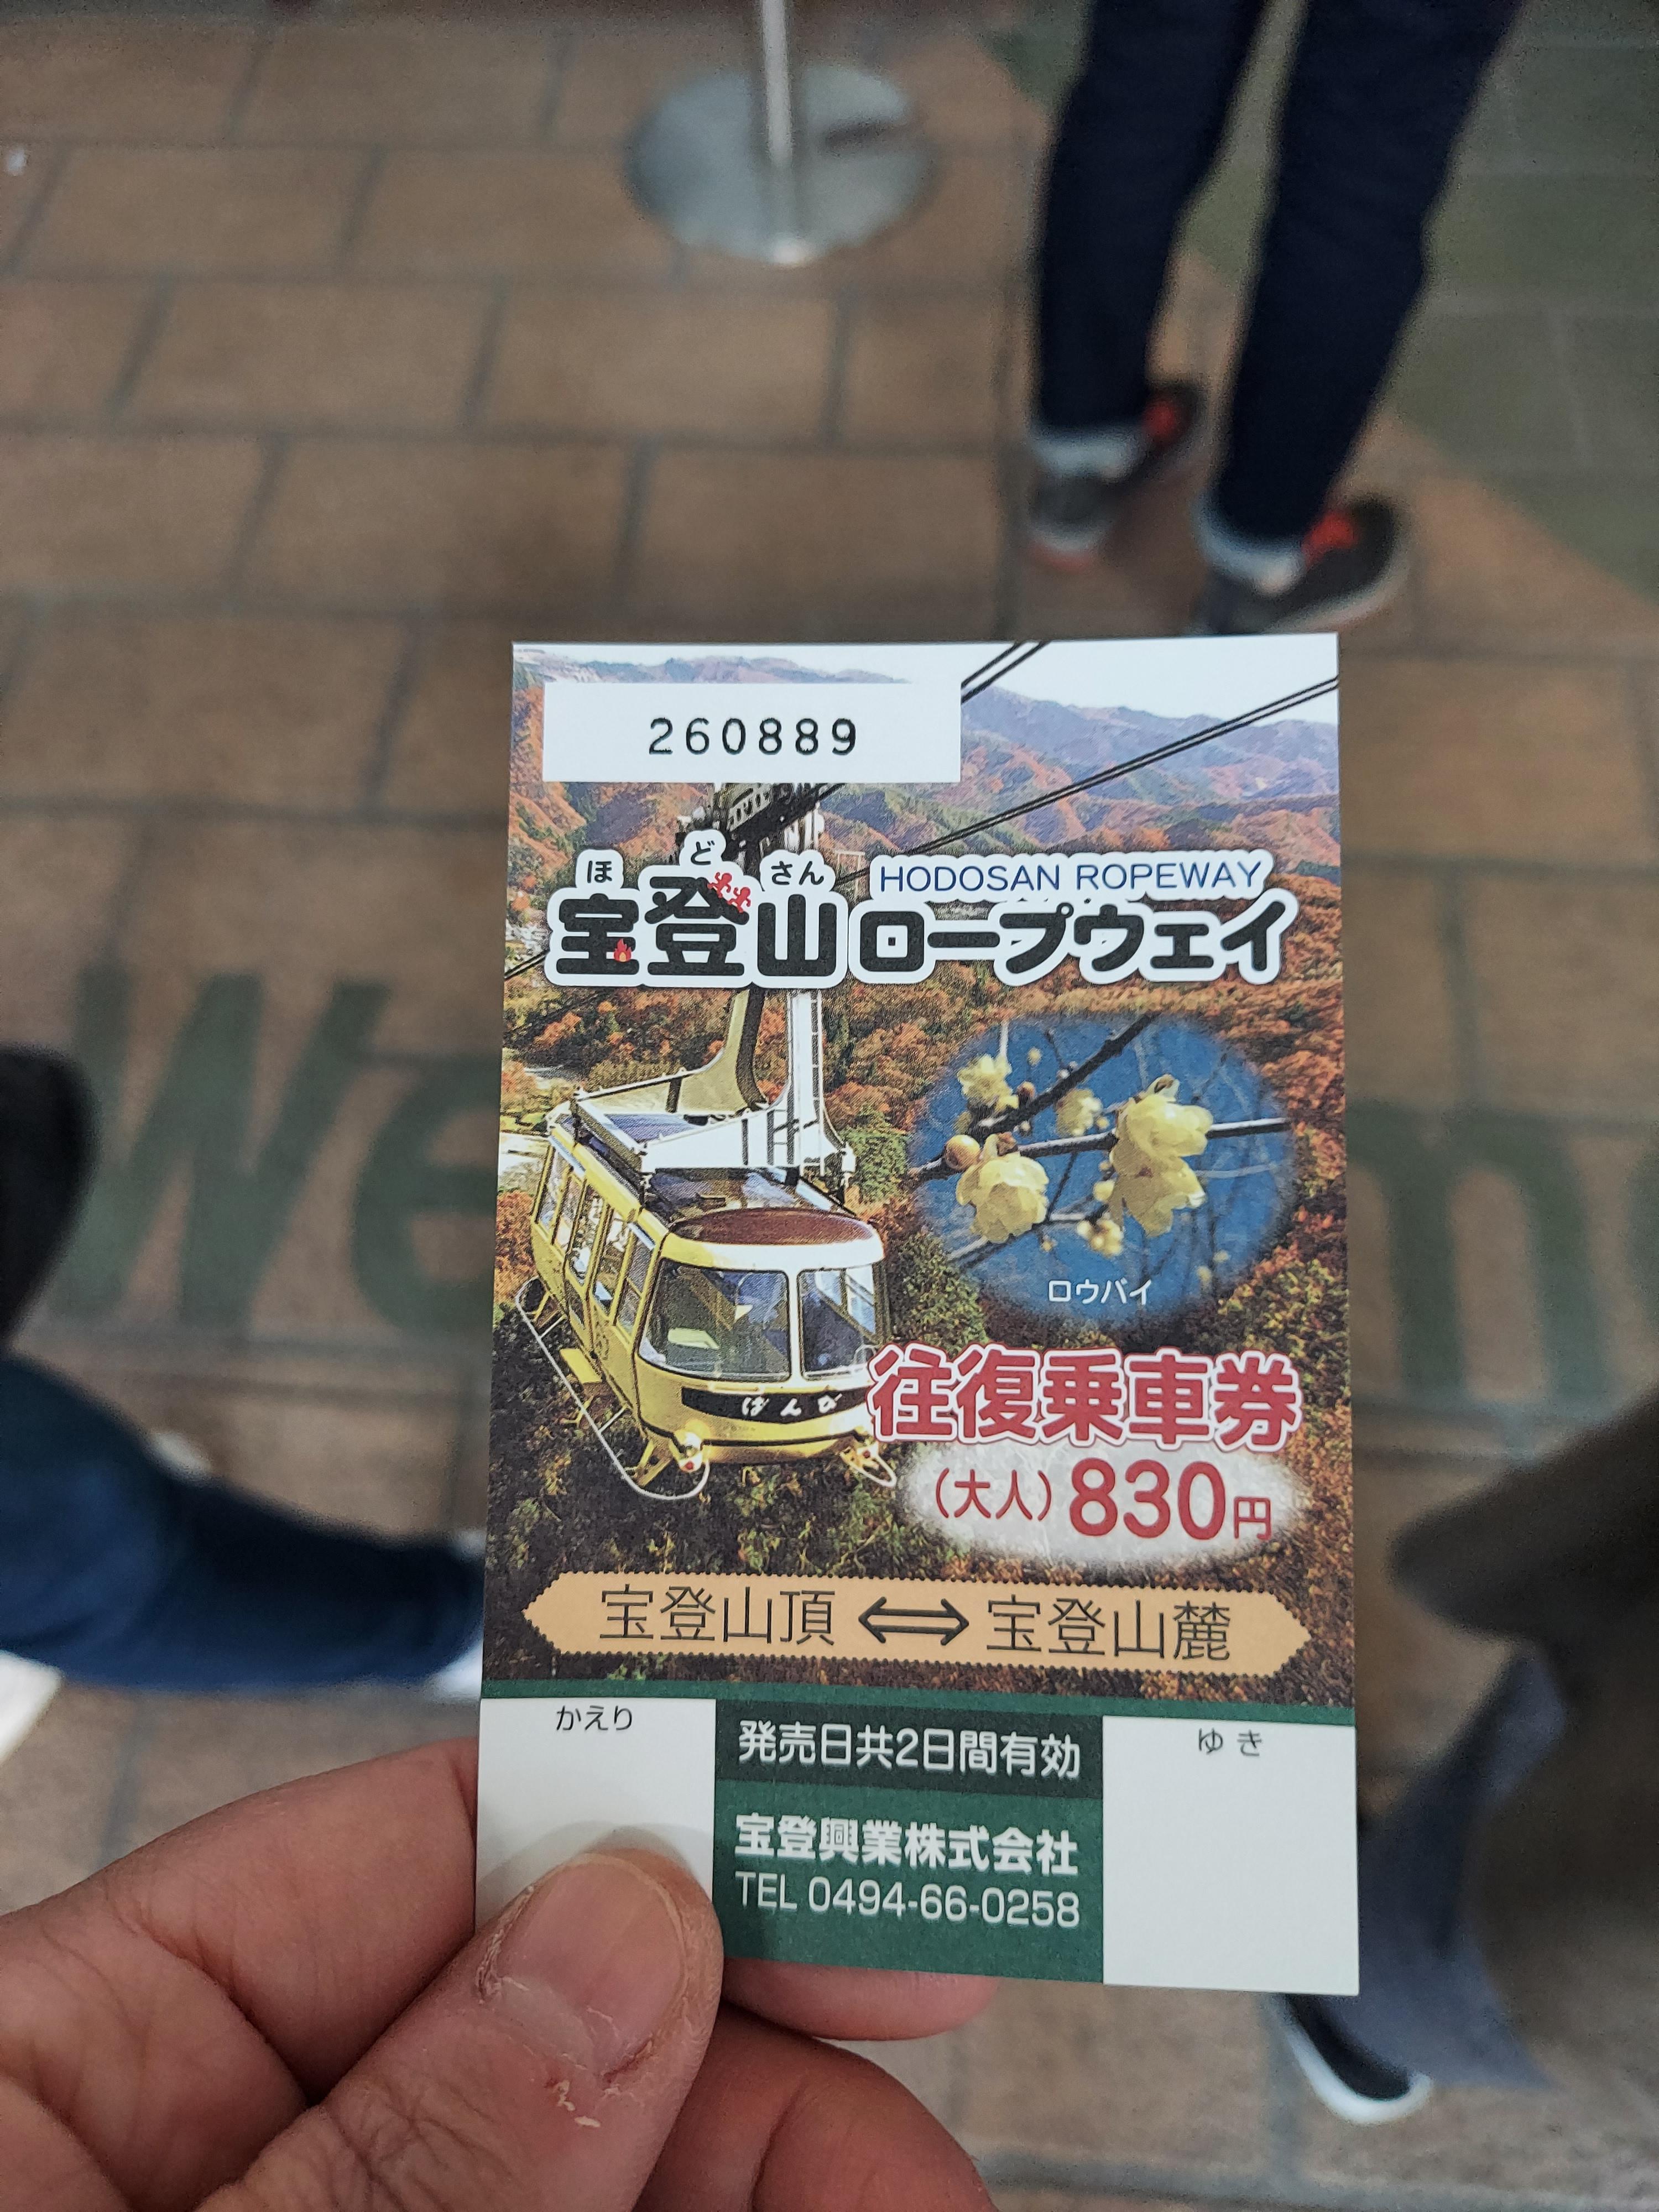 260889
ほ ど さん
HODOSAN ROPEWAY
宝登山ロープウェイ
ロウバイ
ばんび
往復乗車券
（大人）830円
宝登山頂⇔宝登山麓
かえり
発売日共2日間有効
ゆき
宝登興業株式会社
TEL 0494-66-0258